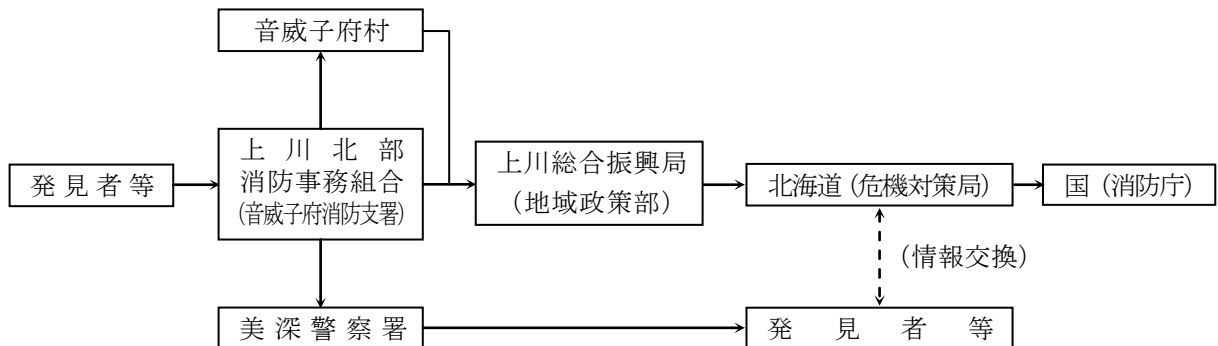 音威子府村
発見者等
上川北部
消防事務組合
(音威子府消防支署)
上川総合振興局
(地域政策部)
北海道(危機対策局)
国(消防庁)
(情報交換)
美深警察署
発見者等